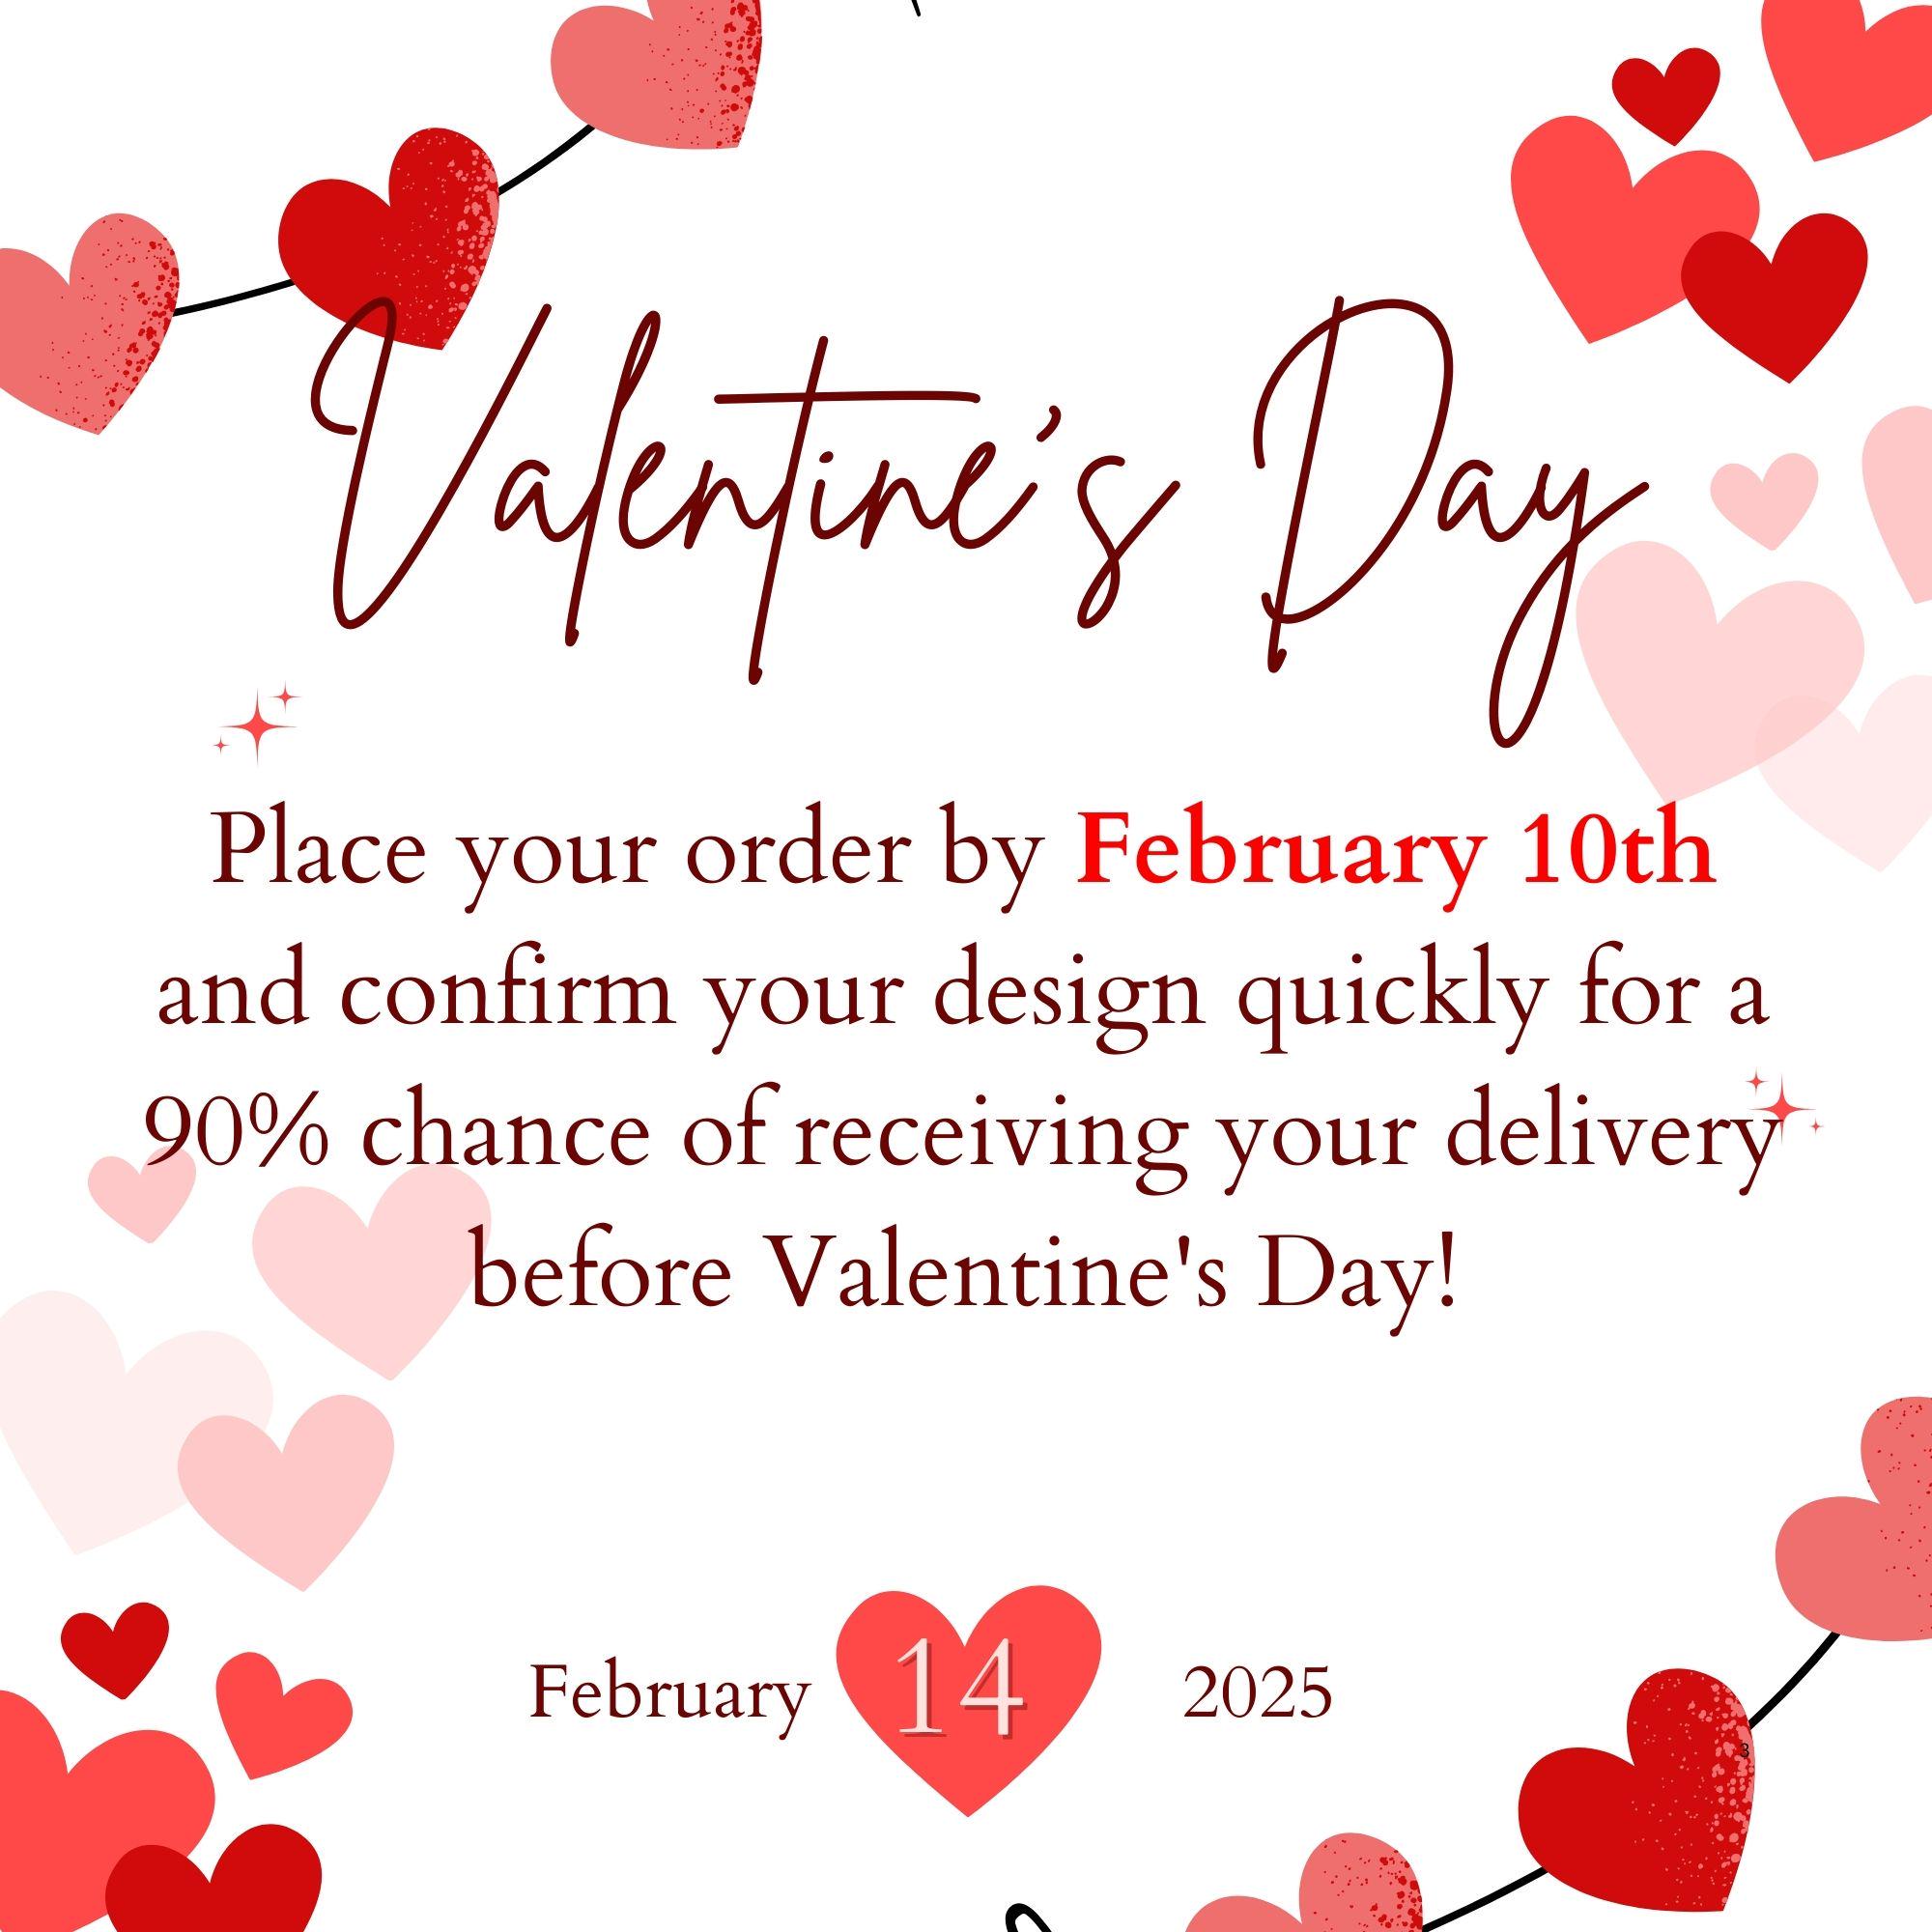 Valentine's Day
Place your order by February 10th
and confirm your design quickly for a
90% chance of receiving your delivery
before Valentine's Day!
February 14 2025
3